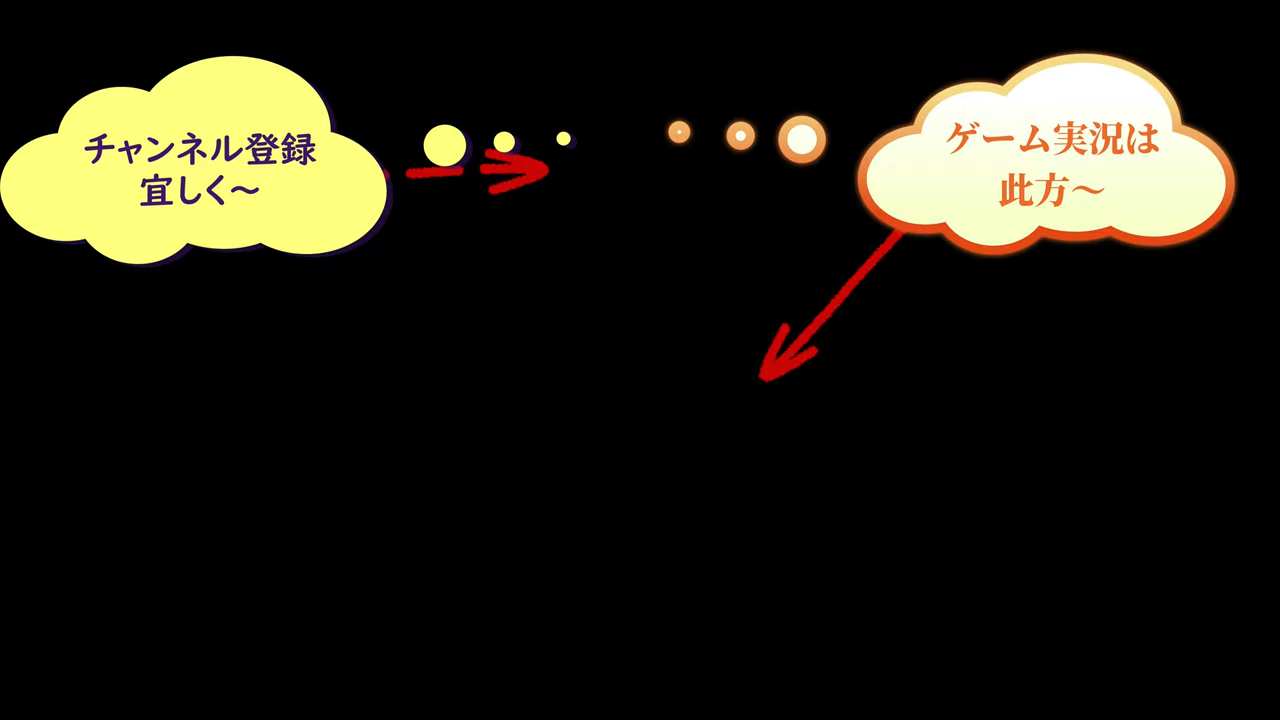 チャンネル登録
宜しく～
ゲーム実況は
此方～